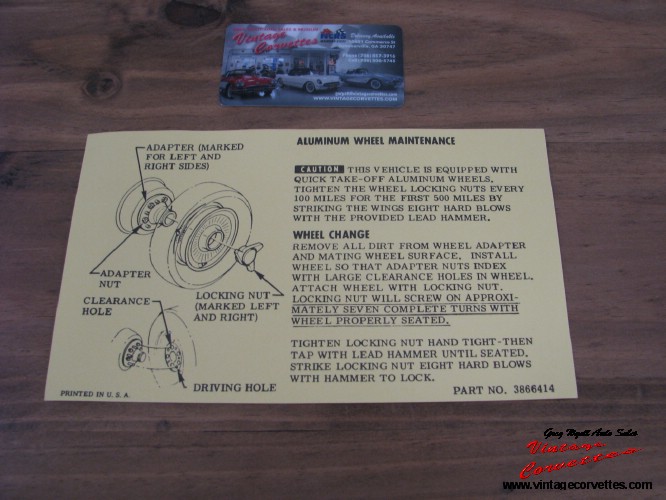 Vintage
Corvettes
WWW.VINTAGECORVETTES.COM
ALUMINUM WHEEL MAINTENANCE
CAUTION THIS VEHICLE IS EQUIPPED WITH
QUICK TAKE-OFF ALUMINUM WHEELS.
TIGHTEN THE WHEEL LOCKING NUTS EVERY
100 MILES FOR THE FIRST 500 MILES BY
STRIKING THE WINGS EIGHT HARD BLOWS
WITH THE PROVIDED LEAD HAMMER.
WHEEL CHANGE
REMOVE ALL DIRT FROM WHEEL ADAPTER
AND MATING WHEEL SURFACE. INSTALL
WHEEL SO THAT ADAPTER NUTS INDEX
WITH LARGE CLEARANCE HOLES IN WHEEL.
ATTACH WHEEL WITH LOCKING NUT.
LOCKING NUT WILL SCREW ON APPROXI-
MATELY SEVEN COMPLETE TURNS WITH
WHEEL PROPERLY SEATED.
TIGHTEN LOCKING NUT HAND TIGHT-THEN
TAP WITH LEAD HAMMER UNTIL SEATED.
STRIKE LOCKING NUT EIGHT HARD BLOWS
WITH HAMMER TO LOCK.
PART NO. 3866414
ADAPTER (MARKED
FOR LEFT AND
RIGHT SIDES)
ADAPTER
NUT
LOCKING NUT
(MARKED LEFT
AND RIGHT)
CLEARANCE
HOLE
DRIVING HOLE
PRINTED IN U. S. A.
Greg Wyatt Auto Sales
Vintage
Corvettes
www.vintagecorvettes.com